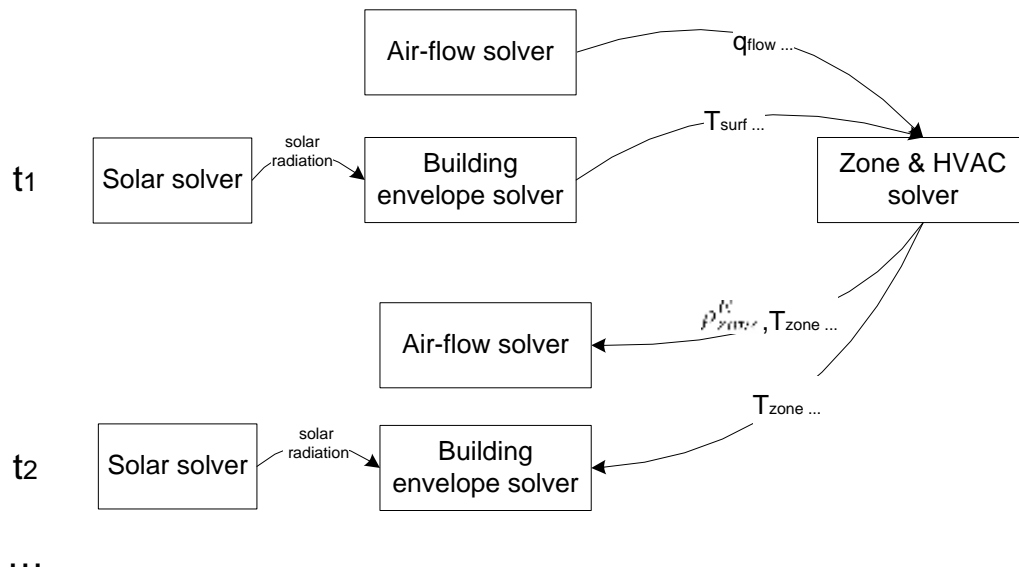 Air-flow solver
qflow ...
Tsurf ...
t1
Solar solver
solar
radiation
Building
envelope solver
Zone & HVAC
solver
,Tzone ...
Air-flow solver
Tzone ...
t2
Solar solver
solar
radiation
Building
envelope solver
...